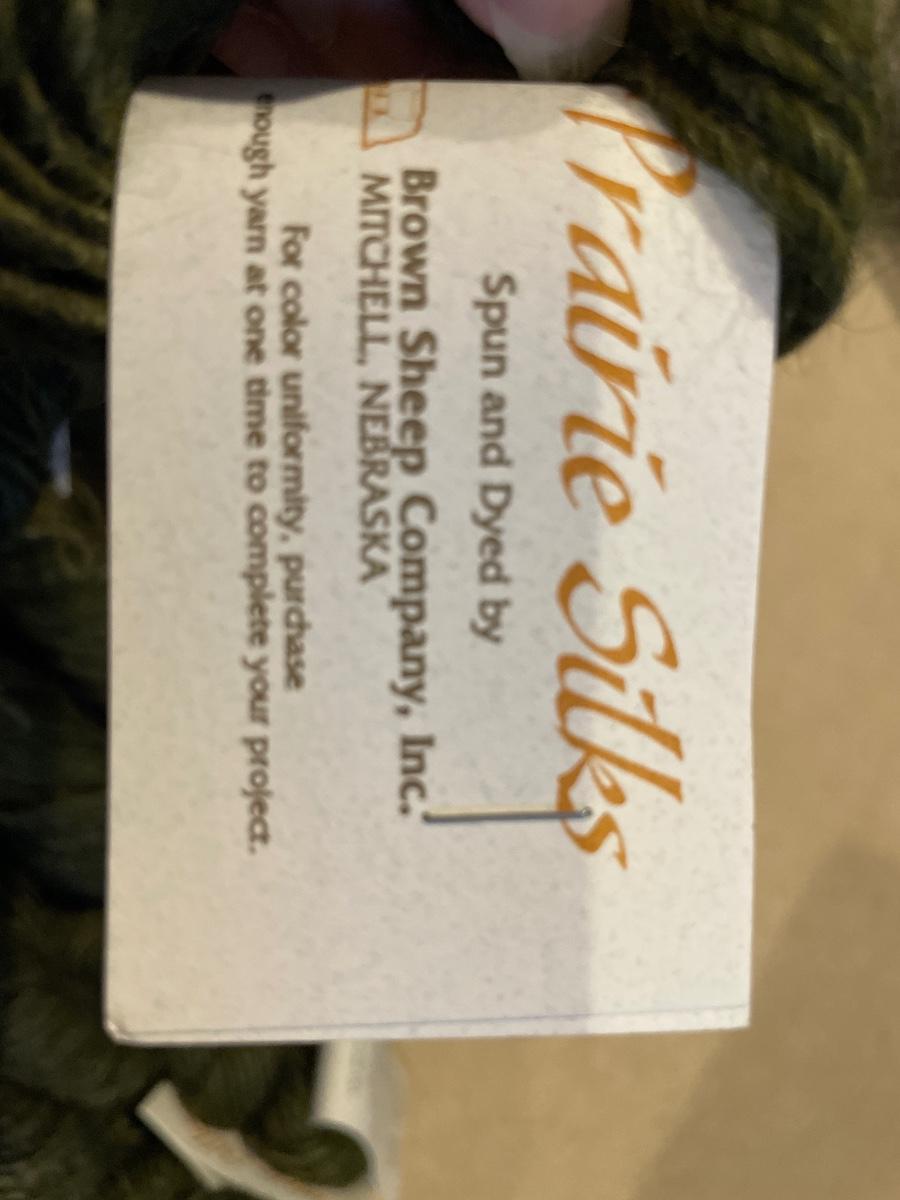 Prairie Silks
Spun and Dyed by
Brown Sheep Company, Inc.
MITCHELL, NEBRASKA
For color uniformity, purchase
enough yarn at one time to complete your project.